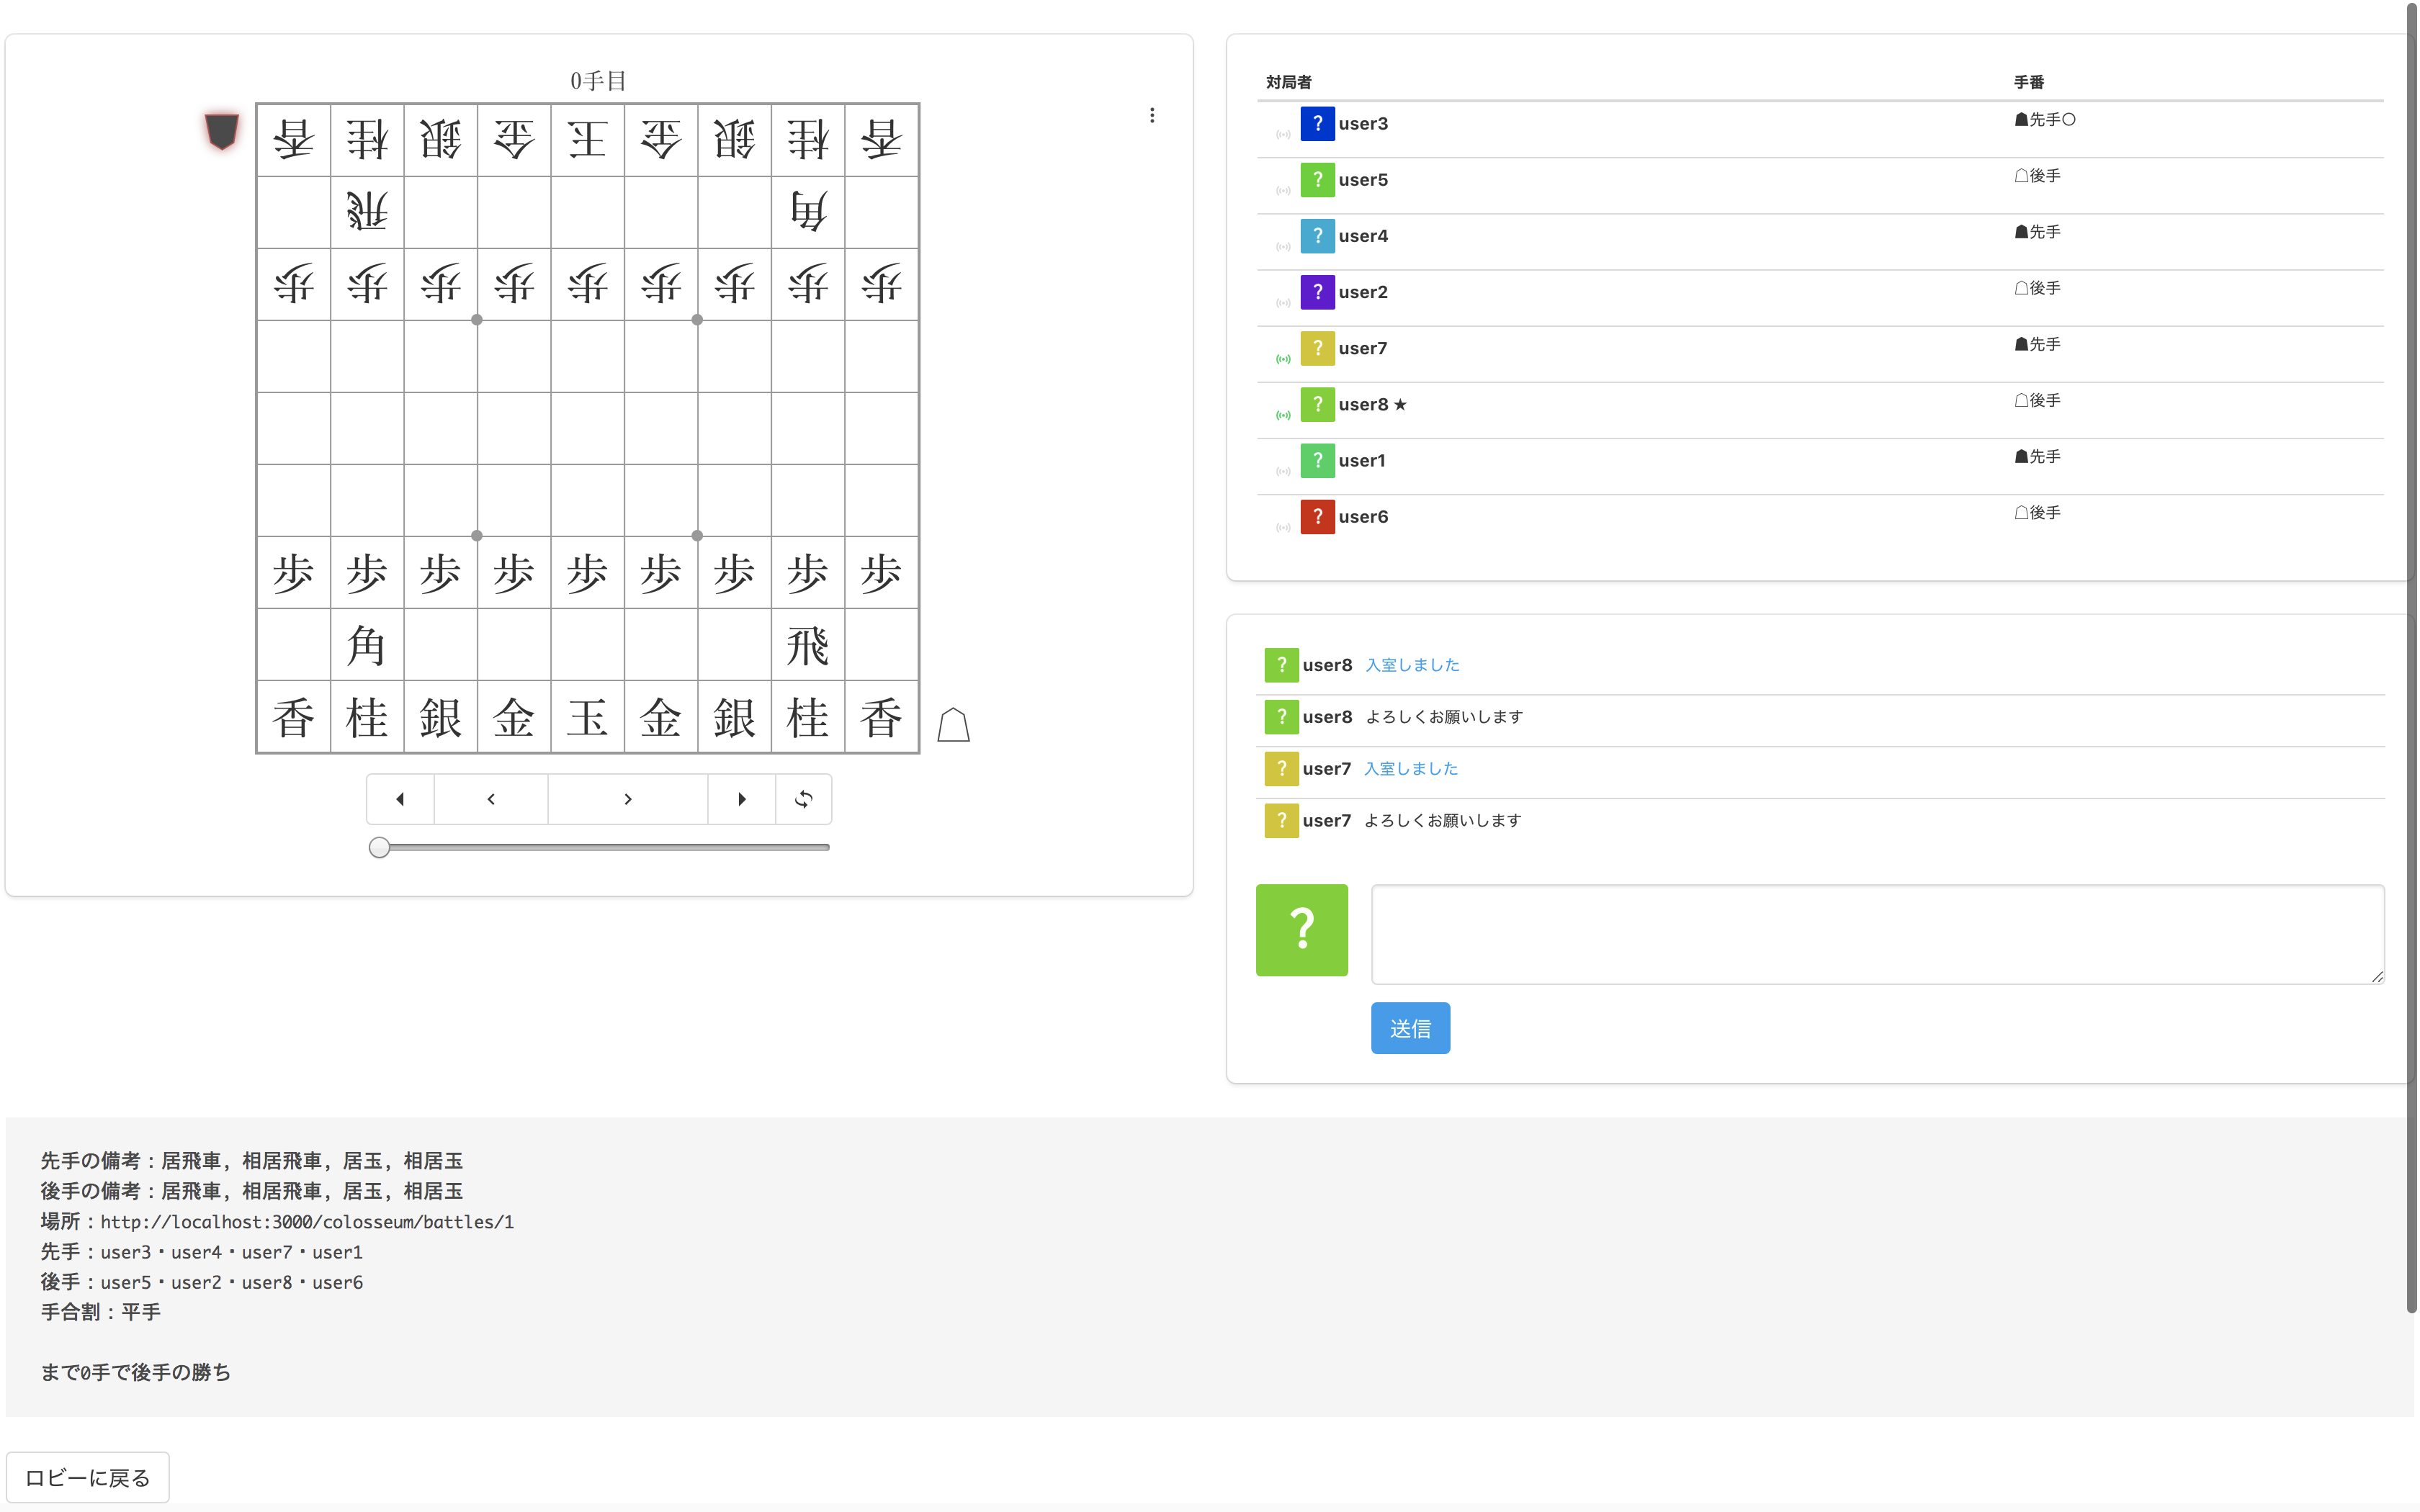 0手目
香桂銀金王金銀桂香
飛角
歩歩歩歩歩歩歩歩歩
歩歩歩歩歩歩歩歩歩
角飛
香桂銀金玉金銀桂香
対局者 手番
? user3 ☗先手○
? user5 ☖後手
? user4 ☗先手
? user2 ☖後手
? user7 ☗先手
? user8 ★ ☖後手
? user1 ☗先手
? user6 ☖後手
? user8 入室しました
? user8 よろしくお願いします
? user7 入室しました
? user7 よろしくお願いします
?
送信
先手の備考：居飛車, 相居飛車, 居玉, 相居玉
後手の備考：居飛車, 相居飛車, 居玉, 相居玉
場所：http://localhost:3000/colosseum/battles/1
先手：user3・user4・user7・user1
後手：user5・user2・user8・user6
手合割：平手
まで0手で後手の勝ち
ロビーに戻る